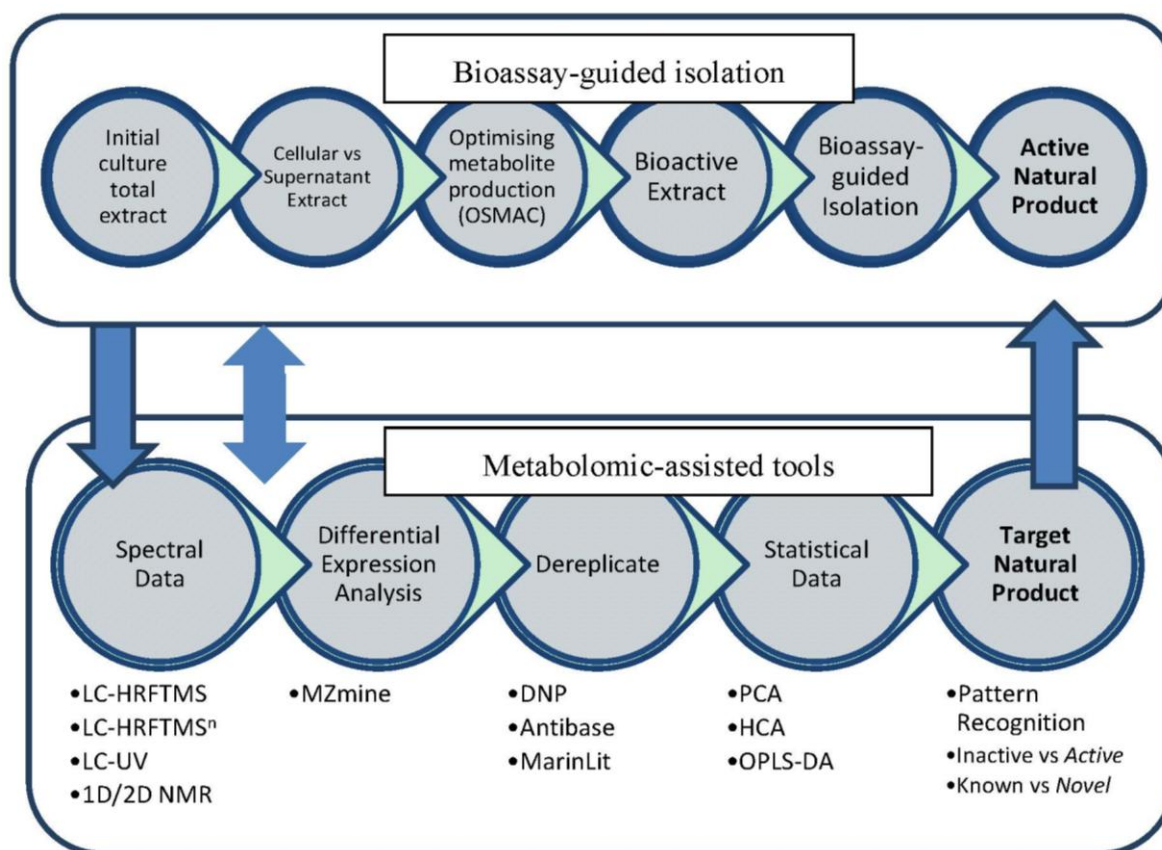 Bioassay-guided isolation
Initial
culture
total
extract
Cellular vs
Supernatant
Extract
Optimising
metabolite
production
(OSMAC)
Bioactive
Extract
Bioassay-
guided
Isolation
Active
Natural
Product
Metabolomic-assisted tools
Spectral
Data
Differential
Expression
Analysis
Dereplicate
Statistical
Data
Target
Natural
Product
•LC-HRFTMS
•LC-HRFTMSⁿ
•LC-UV
•1D/2D NMR
•MZmine
•DNP
•Antibase
•MarinLit
•PCA
•HCA
•OPLS-DA
•Pattern
Recognition
•Inactive vs Active
•Known vs Novel